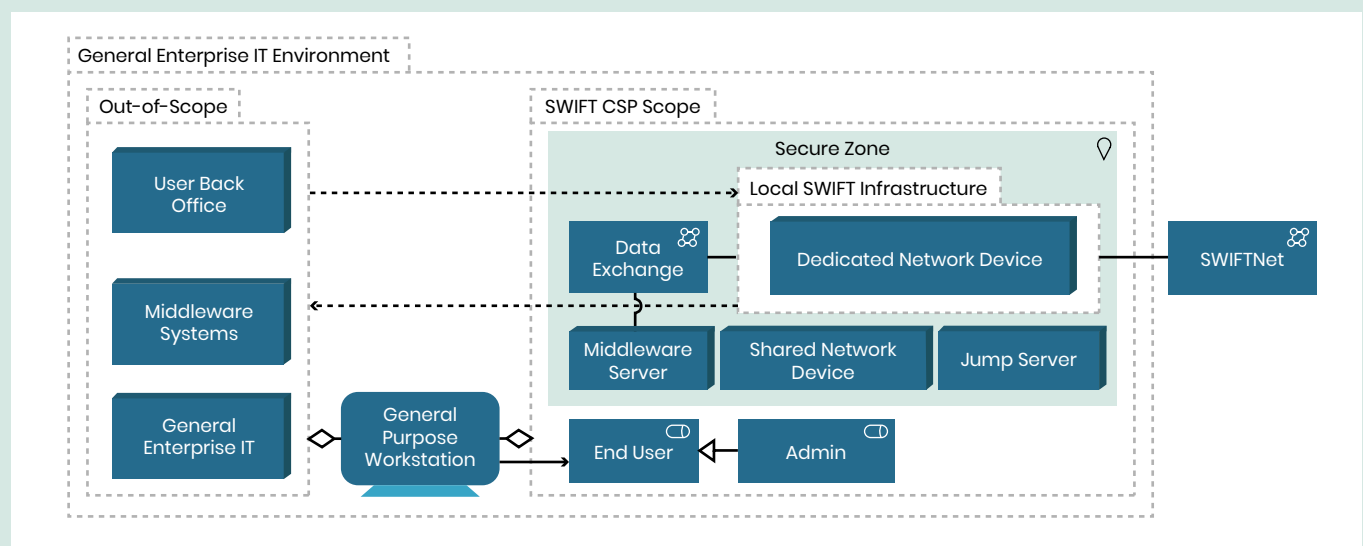 General Enterprise IT Environment
Out-of-Scope
SWIFT CSP Scope
User Back
Office
Middleware
Systems
General
Enterprise IT
General
Purpose
Workstation
Secure Zone
Local SWIFT Infrastructure
Data
Exchange
Dedicated Network Device
Middleware
Server
Shared Network
Device
Jump Server
End User
Admin
SWIFTNet